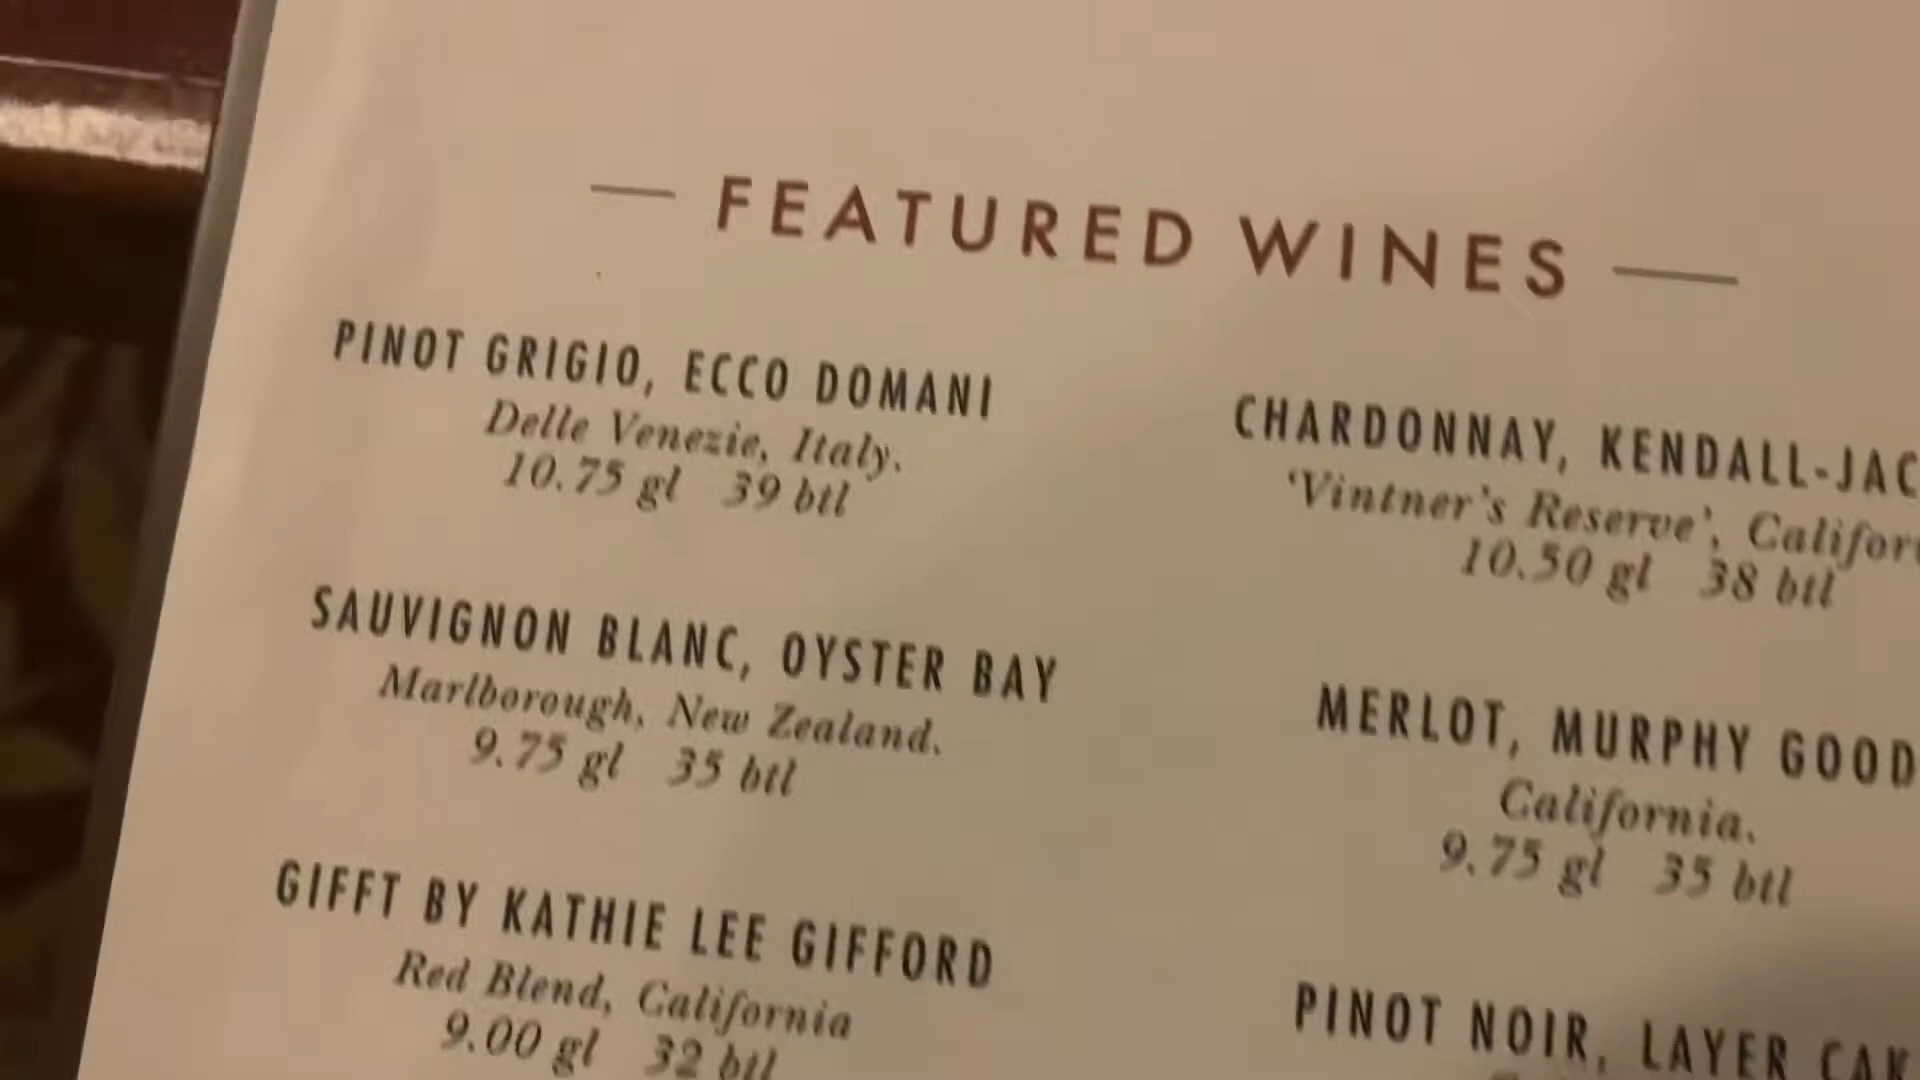 FEATURED WINES
PINOT GRIGIO, ECCO DOMANI
Delle Venezie, Italy.
10.75 gl 39 btl
SAUVIGNON BLANC, OYSTER BAY
Marlborough, New Zealand.
9.75 gl 35 btl
GIFFT BY KATHIE LEE GIFFORD
Red Blend, California
9.00 gl 32 btl
CHARDONNAY, KENDALL-JAC
'Vintner's Reserve', Califor
10.50 gl 38 btl
MERLOT, MURPHY GOOD
California.
9.75 gl 35 btl
PINOT NOIR, LAYER CAK